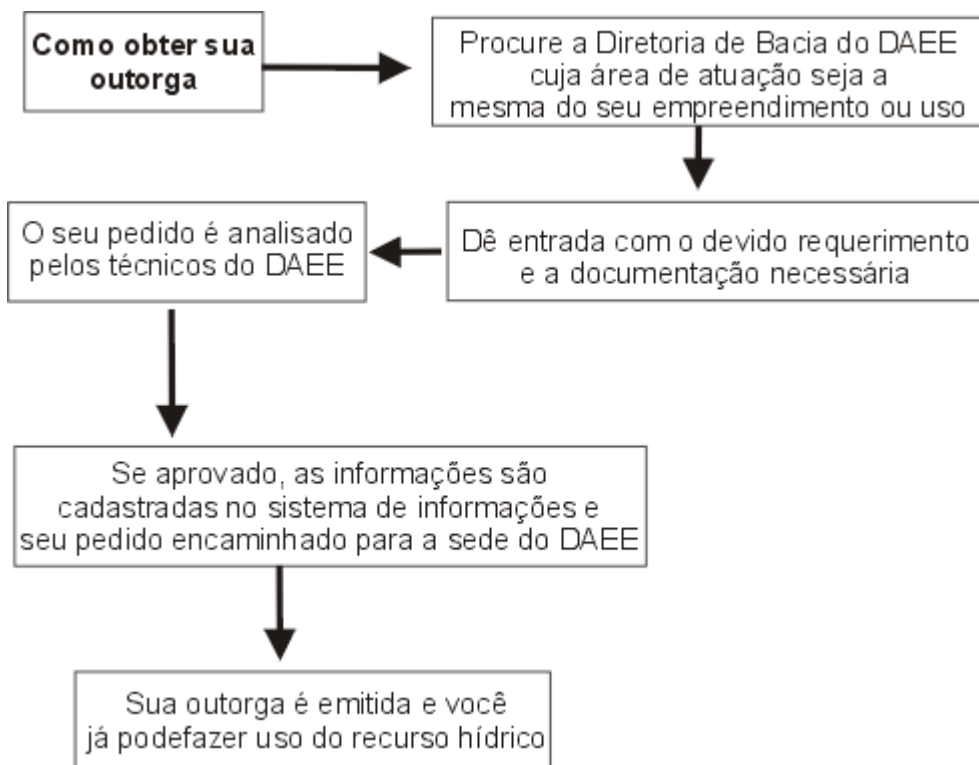 Como obter sua
outorga
Procure a Diretoria de Bacia do DAEE
cuja área de atuação seja a
mesma do seu empreendimento ou uso
Dê entrada com o devido requerimento
e a documentação necessária
O seu pedido é analisado
pelos técnicos do DAEE
Se aprovado, as informações são
cadastradas no sistema de informações e
seu pedido encaminhado para a sede do DAEE
Sua outorga é emitida e você
já podefazer uso do recurso hídrico